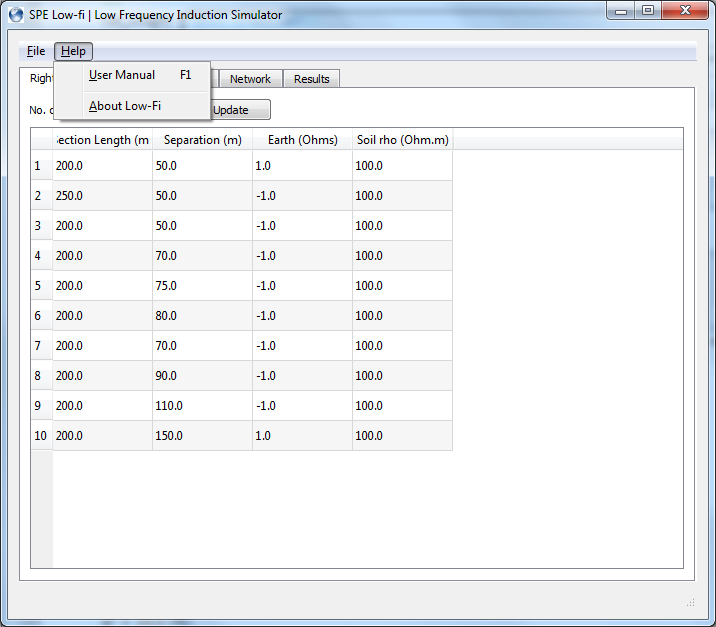 SPE Low-fi | Low Frequency Induction Simulator
File Help
User Manual F1
About Low-Fi
Network Results
No. Update
Section Length (m Separation (m) Earth (Ohms) Soil rho (Ohm.m)
1 200.0 50.0 1.0 100.0
2 250.0 50.0 -1.0 100.0
3 200.0 50.0 -1.0 100.0
4 200.0 70.0 -1.0 100.0
5 200.0 75.0 -1.0 100.0
6 200.0 80.0 -1.0 100.0
7 200.0 70.0 -1.0 100.0
8 200.0 90.0 -1.0 100.0
9 200.0 110.0 -1.0 100.0
10 200.0 150.0 1.0 100.0